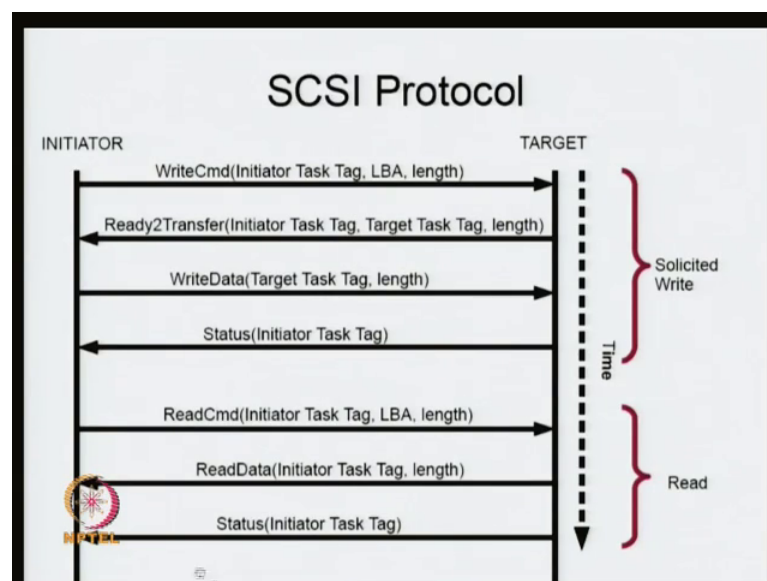 SCSI Protocol
INITIATOR
TARGET
WriteCmd(Initiator Task Tag, LBA, length)
Ready2Transfer(Initiator Task Tag, Target Task Tag, length)
WriteData(Target Task Tag, length)
Solicited
Write
Status(Initiator Task Tag)
Time
ReadCmd(Initiator Task Tag, LBA, length)
ReadData(Initiator Task Tag, length)
Read
Status(Initiator Task Tag)
NPTEL